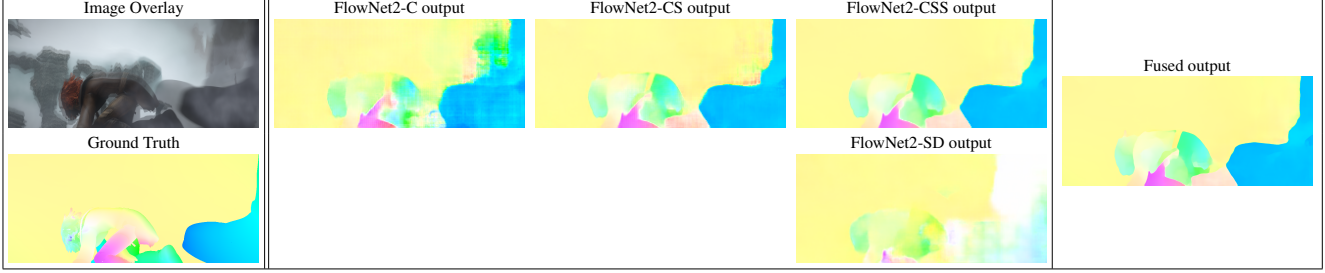 Image Overlay
FlowNet2-C output
FlowNet2-CS output
FlowNet2-CSS output
Fused output
Ground Truth
FlowNet2-SD output